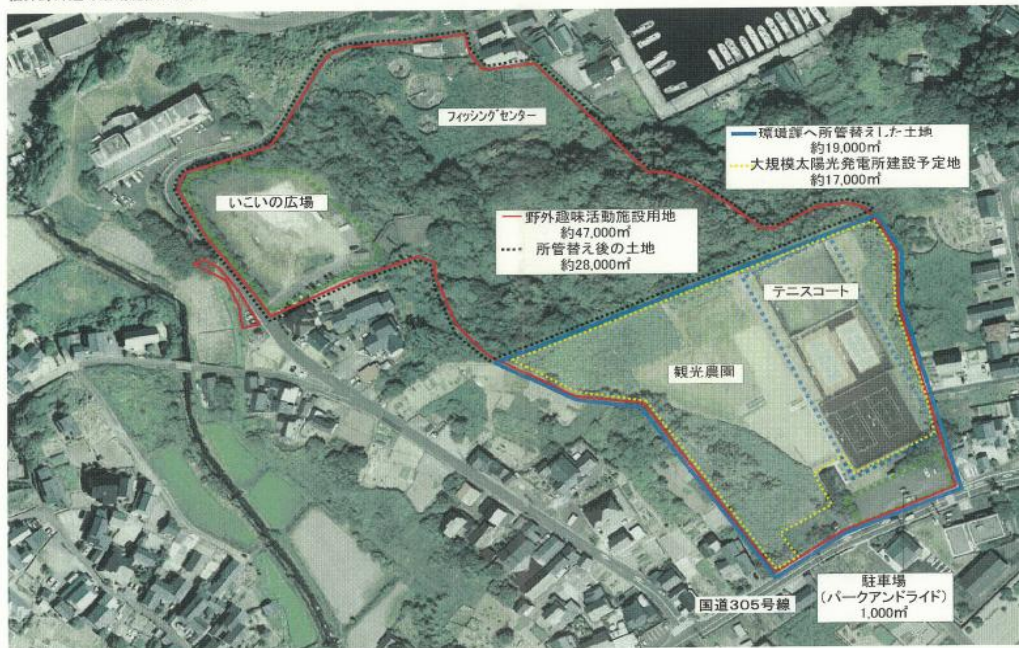 フィッシングセンター
環境課へ所管替えした土地
約19,000㎡
大規模太陽光発電所建設予定地
約17,000㎡
いこいの広場
野外趣味活動施設用地
約47,000㎡
所管替え後の土地
約28,000㎡
テニスコート
観光農園
国道305号線
駐車場
(パークアンドライド)
1,000㎡